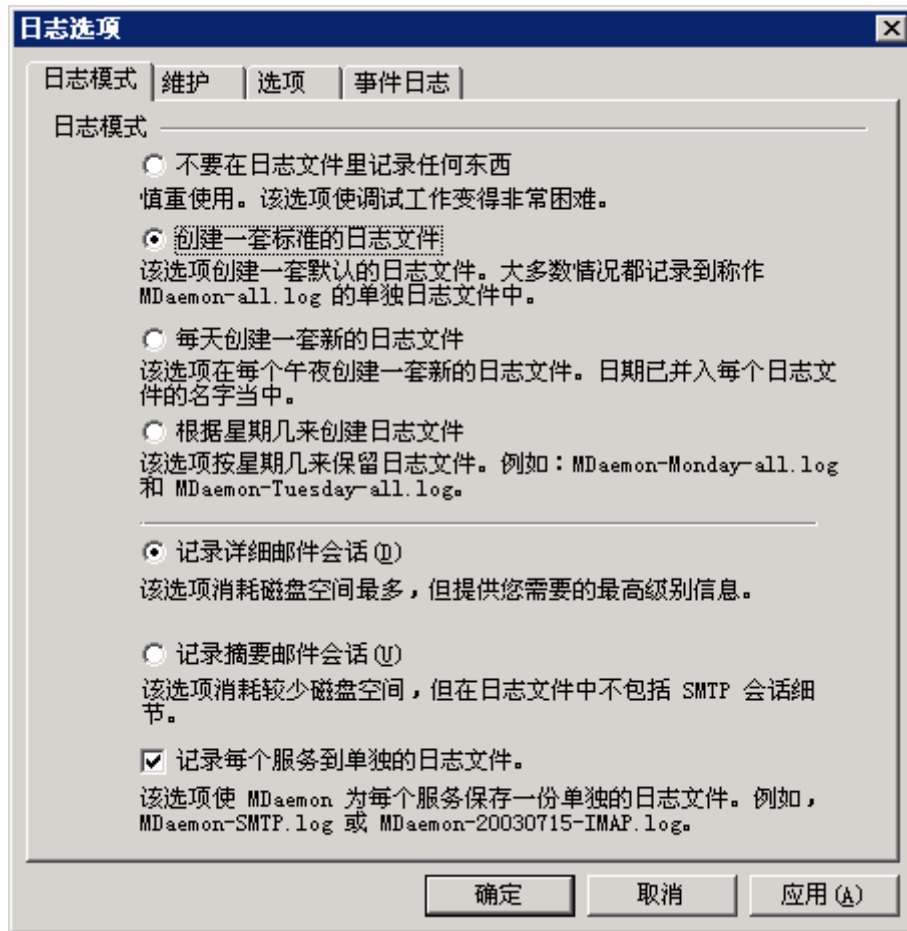 日志选项
日志模式 维护 选项 事件日志
日志模式
不要在日志文件里记录任何东西
慎重使用。该选项使调试工作变得非常困难。
创建一套标准的日志文件
该选项创建一套默认的日志文件。大多数情况都记录到称作
MDaemon-all.log 的单独日志文件中。
每天创建一套新的日志文件
该选项在每个午夜创建一套新的日志文件。日期已并入每个日志文
件的名字当中。
根据星期几来创建日志文件
该选项按星期几来保留日志文件。例如：MDaemon-Monday-all.log
和 MDaemon-Tuesday-all.log。
记录详细邮件会话(D)
该选项消耗磁盘空间最多，但提供您需要的最高级别信息。
记录摘要邮件会话(U)
该选项消耗较少磁盘空间，但在日志文件中不包括 SMTP 会话细
节。
记录每个服务到单独的日志文件。
该选项使 MDaemon 为每个服务保存一份单独的日志文件。例如，
MDaemon-SMTP.log 或 MDaemon-20030715-IMAP.log。
确定 取消 应用(A)